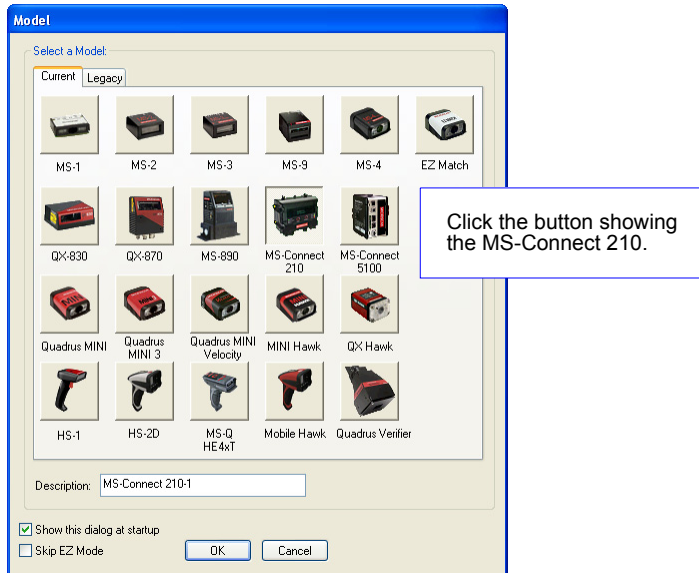 Model
Select a Model:
Current Legacy
MS-1 MS-2 MS-3 MS-9 MS-4 EZ Match
QX-830 QX-870 MS-890 MS-Connect 210 MS-Connect 5100
Click the button showing
the MS-Connect 210.
Quadrus MINI Quadrus MINI 3 Quadrus MINI Velocity MINI Hawk QX Hawk
HS-1 HS-2D MS-Q HE4xT Mobile Hawk Quadrus Verifier
Description: MS-Connect 210-1
Show this dialog at startup
Skip EZ Mode OK Cancel